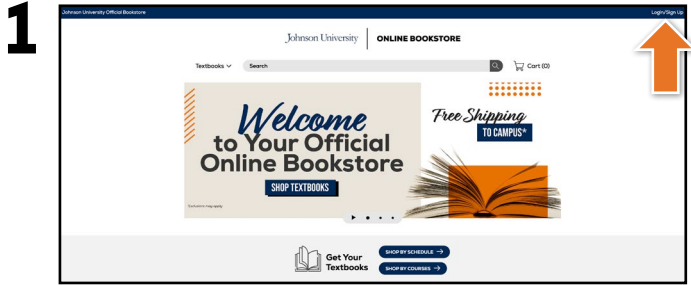 1
Johnson University Official Bookstore
Login/Sign Up
Johnson University | ONLINE BOOKSTORE
Textbooks
Search
Cart (0)
Welcome
to Your Official
Online Bookstore
SHOP TEXTBOOKS
Free Shipping
TO CAMPUS*
Get Your
Textbooks
SHOP BY SCHEDULE →
SHOP BY COURSES →